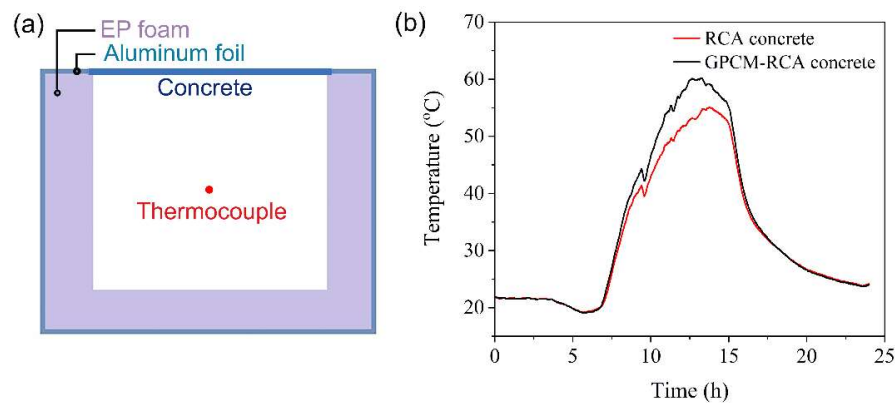 (a)
EP foam
Aluminum foil
Concrete
Thermocouple
(b)
RCA concrete
GPCM-RCA concrete
Temperature (°C)
70
60
50
40
30
20
0
5
10
15
20
25
Time (h)